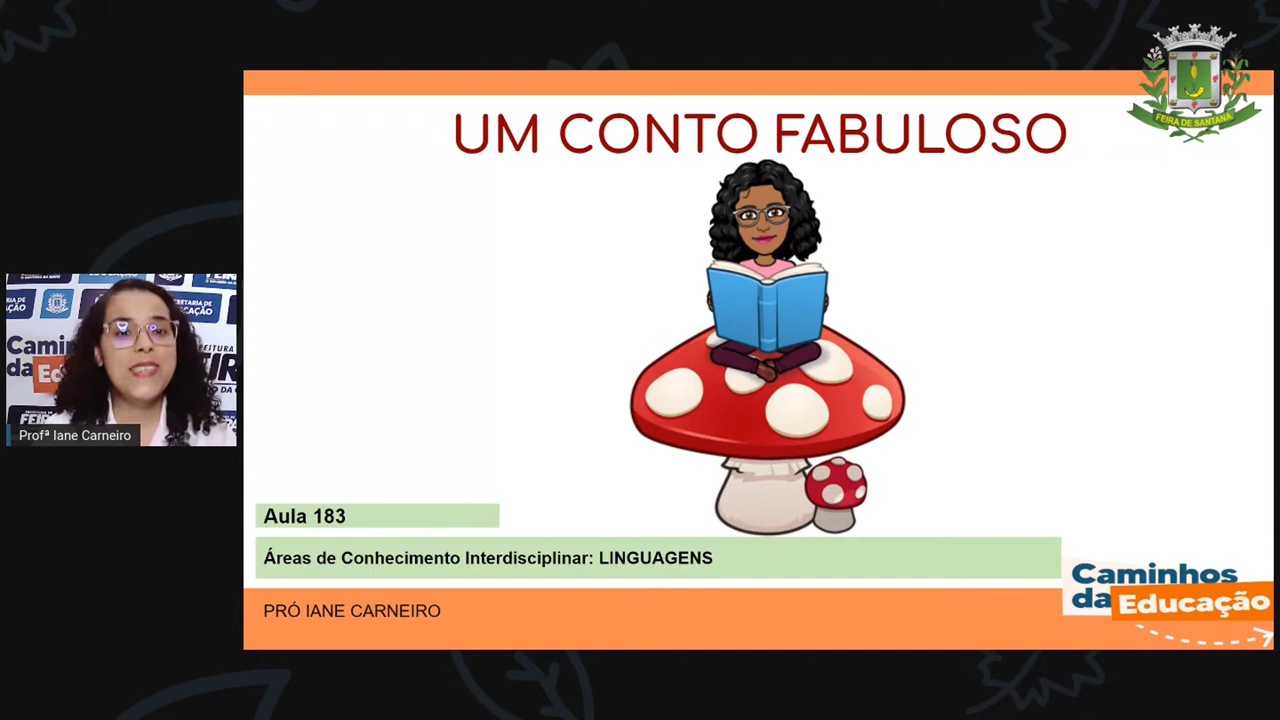 UM CONTO FABULOSO
FEIRA DE SANTANA
Profª Iane Carneiro
Aula 183
Áreas de Conhecimento Interdisciplinar: LINGUAGENS
PRÓ IANE CARNEIRO
Caminhos
da Educação